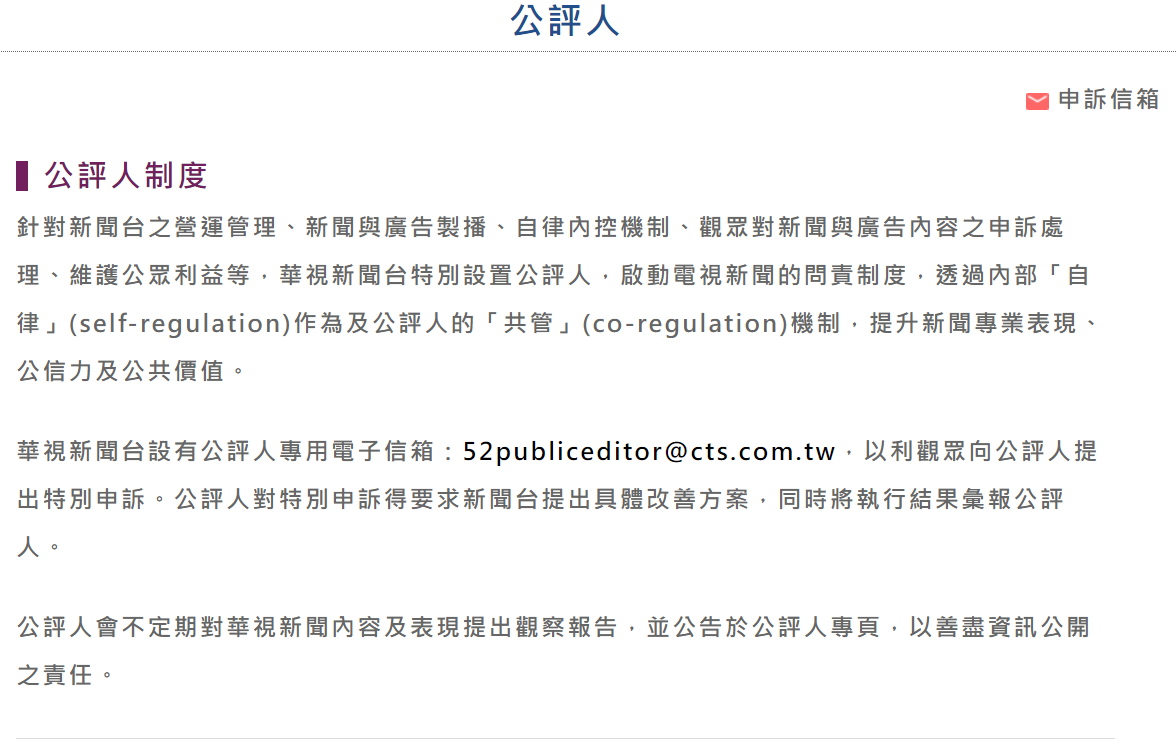 公評人
申訴信箱
公評人制度
針對新聞台之營運管理、新聞與廣告製播、自律內控機制、觀眾對新聞與廣告內容之申訴處
理、維護公眾利益等，華視新聞台特別設置公評人，啟動電視新聞的問責制度，透過內部「自
律」(self-regulation)作為及公評人的「共管」(co-regulation)機制，提升新聞專業表現、
公信力及公共價值。
華視新聞台設有公評人專用電子信箱：52publiceditor@cts.com.tw，以利觀眾向公評人提
出特別申訴。公評人對特別申訴得要求新聞台提出具體改善方案，同時將執行結果彙報公評
人。
公評人會不定期對華視新聞內容及表現提出觀察報告，並公告於公評人專頁，以善盡資訊公開
之責任。